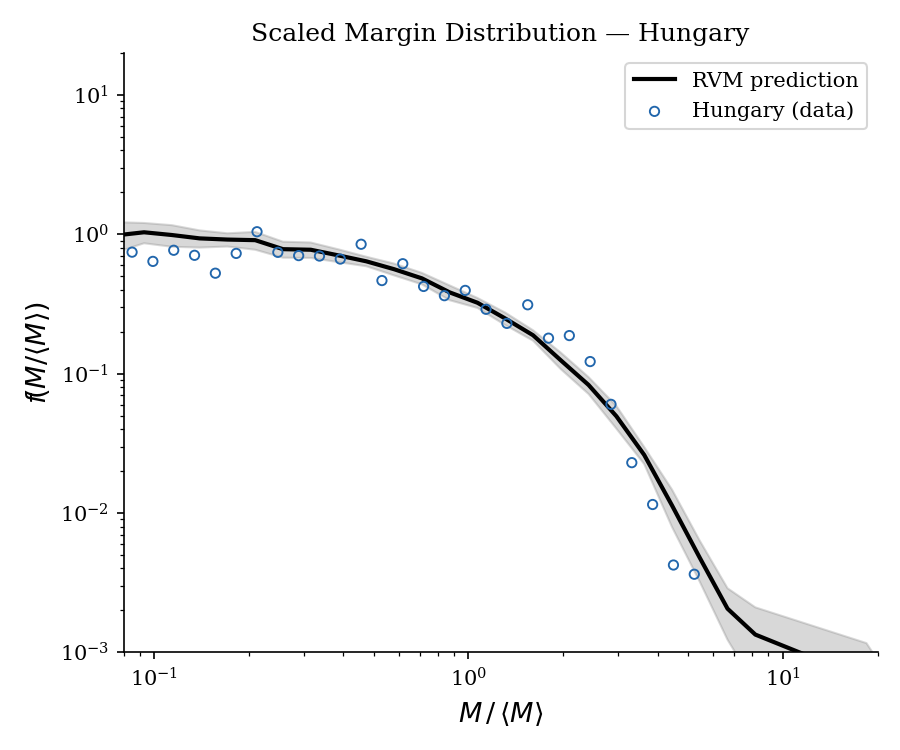 Scaled Margin Distribution — Hungary
RVM prediction
Hungary (data)
10¹
10⁰
10⁻¹
10⁻²
10⁻³
f(M/⟨M⟩)
10⁻¹
10⁰
10¹
M / ⟨M⟩